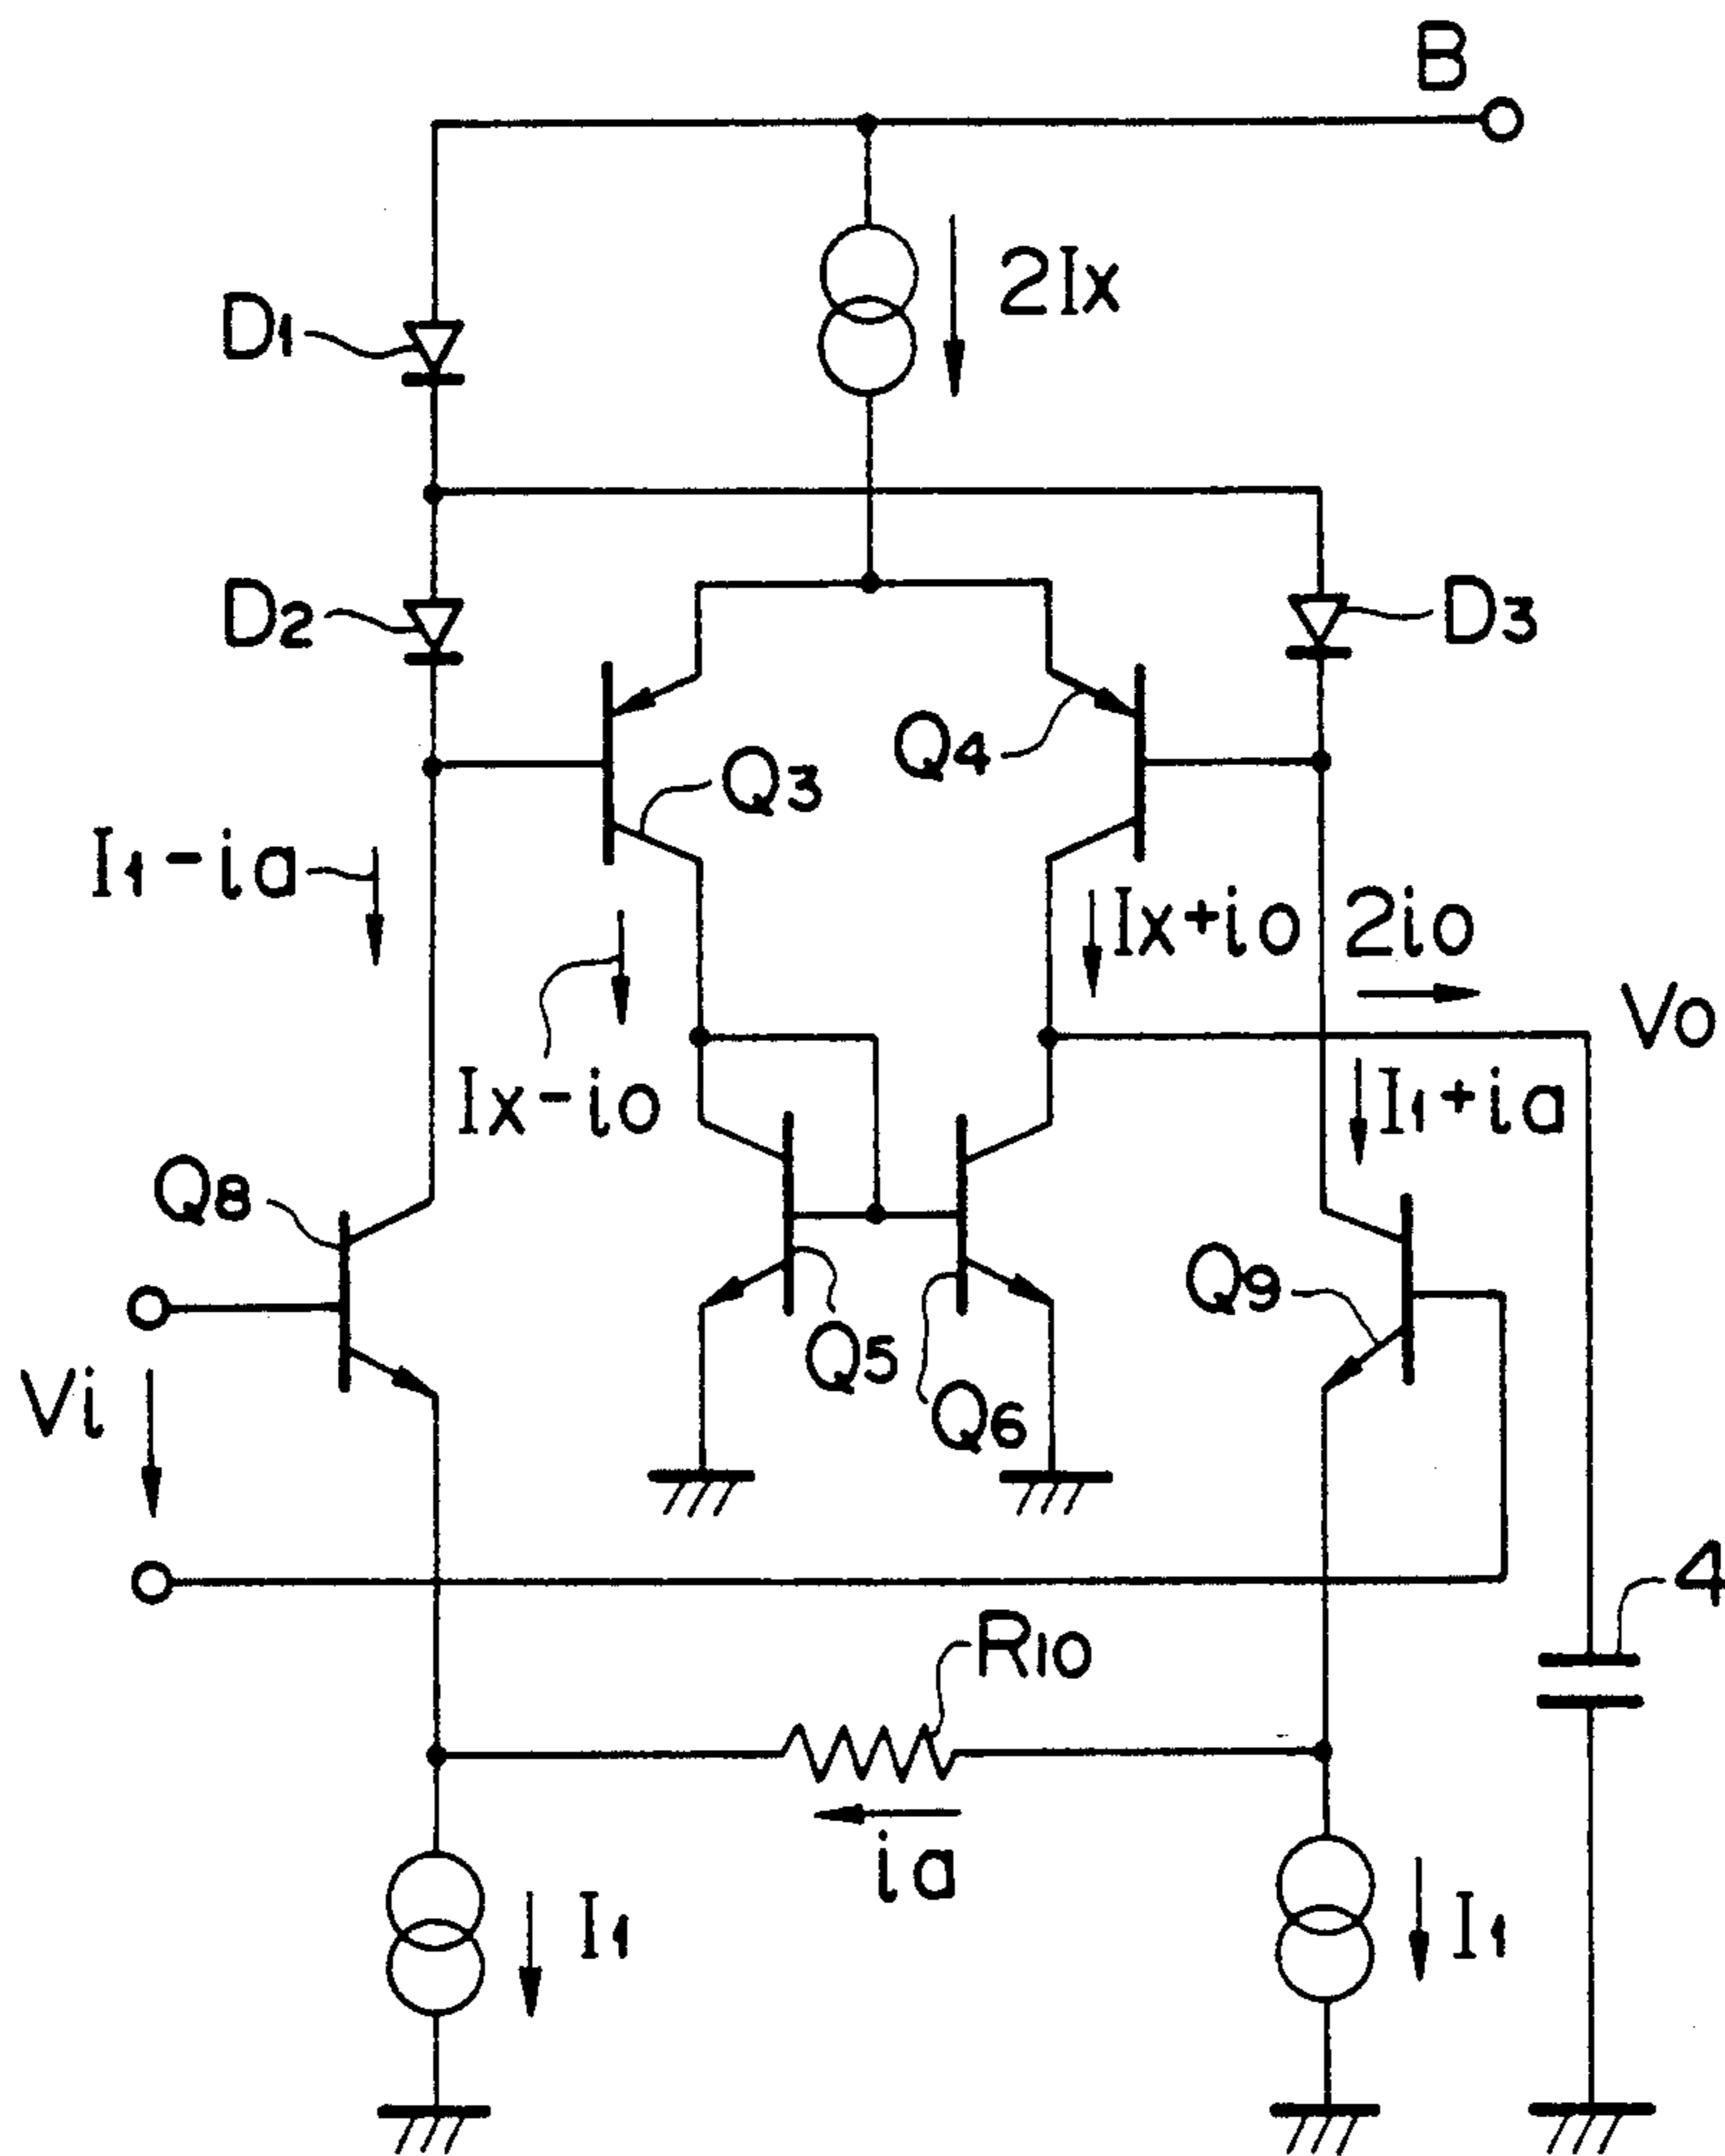 B
2Ix
D1
D2
D3
Q4
Q3
I1-ia
Ix+io
2io
Vo
Ix-io
I1+ia
Q8
Q9
Q5
Vi
Q6
4
R10
ia
I1
I1